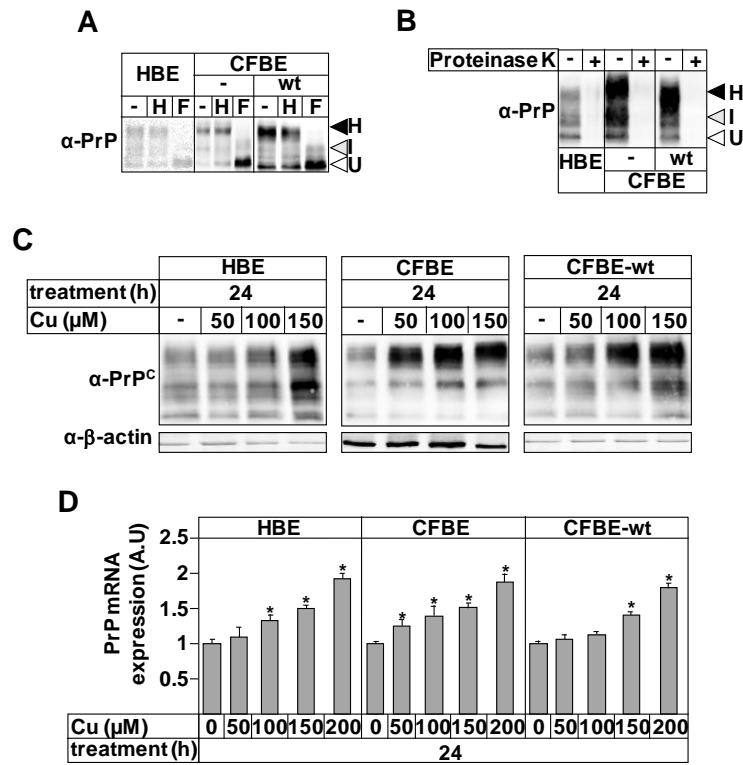 A
HBE
CFBE
-
wt
- H F - H F - H F
α-PrP
H
I
U
B
Proteinase K - + - + - +
α-PrP
H
I
U
HBE
-
wt
CFBE
C
HBE
CFBE
CFBE-wt
treatment (h) 24 24 24
Cu (µM) - 50 100 150 - 50 100 150 - 50 100 150
α-PrPᶜ
α-β-actin
D
HBE
CFBE
CFBE-wt
PrP mRNA
expression (A.U)
2.5
2
1.5
1
0.5
* * * * * * * * *
Cu (µM) 0 50 100 150 200 0 50 100 150 200 0 50 100 150 200
treatment (h) 24